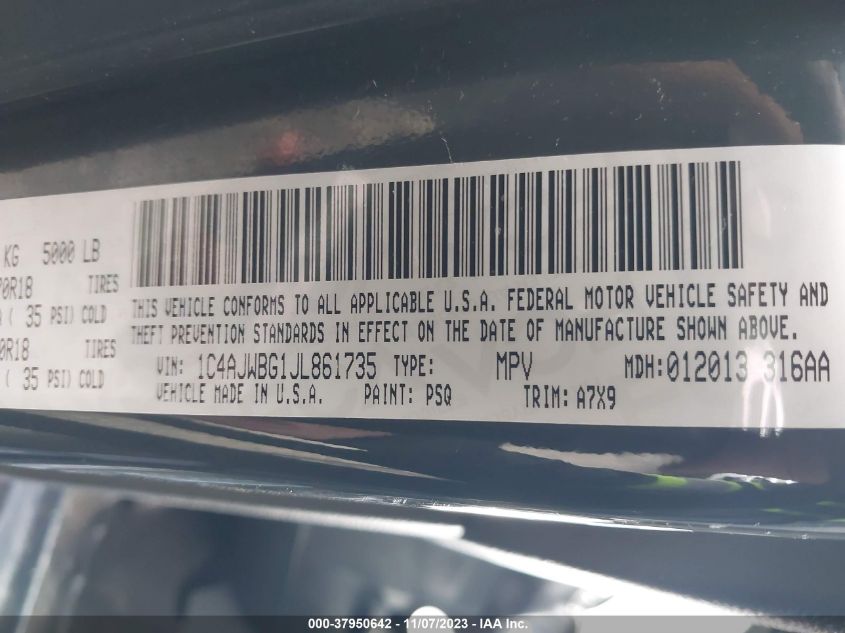 KG 5000 LB
70R18 TIRES
( 35 PSI) COLD
0R18 TIRES
( 35 PSI) COLD
THIS VEHICLE CONFORMS TO ALL APPLICABLE U.S.A. FEDERAL MOTOR VEHICLE SAFETY AND
THEFT PREVENTION STANDARDS IN EFFECT ON THE DATE OF MANUFACTURE SHOWN ABOVE.
VIN: 1C4AJWBG1JL861735 TYPE: MPV MDH:012013 316AA
VEHICLE MADE IN U.S.A. PAINT: PSQ TRIM: A7X9
000-37950642 - 11/07/2023 - IAA Inc.